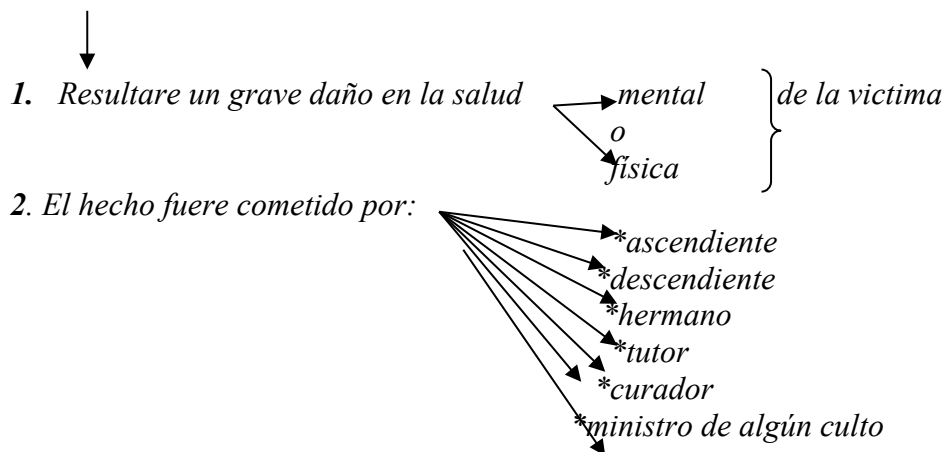 1. Resultare un grave daño en la salud mental de la victima
o
física
2. El hecho fuere cometido por:
*ascendiente
*descendiente
*hermano
*tutor
*curador
*ministro de algún culto